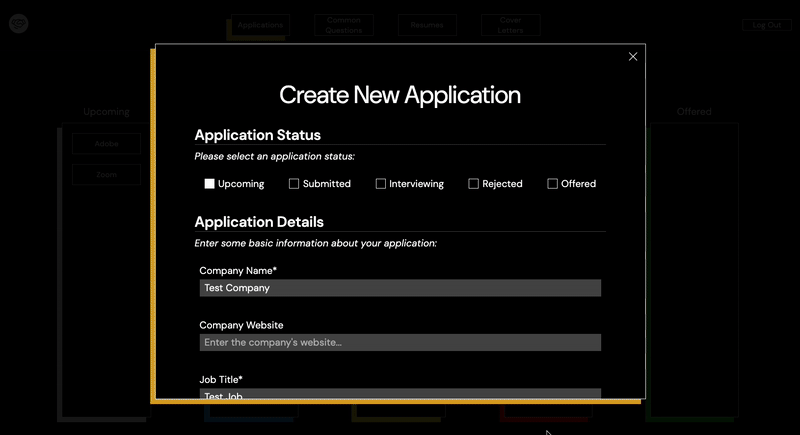 Applications
Common
Questions
Resumes
Cover
Letters
Log Out
Upcoming
Offered
Adobe
Zoom
Create New Application
Application Status
Please select an application status:
Upcoming Submitted Interviewing Rejected Offered
Application Details
Enter some basic information about your application:
Company Name*
Test Company
Company Website
Enter the company's website...
Job Title*
Test Job